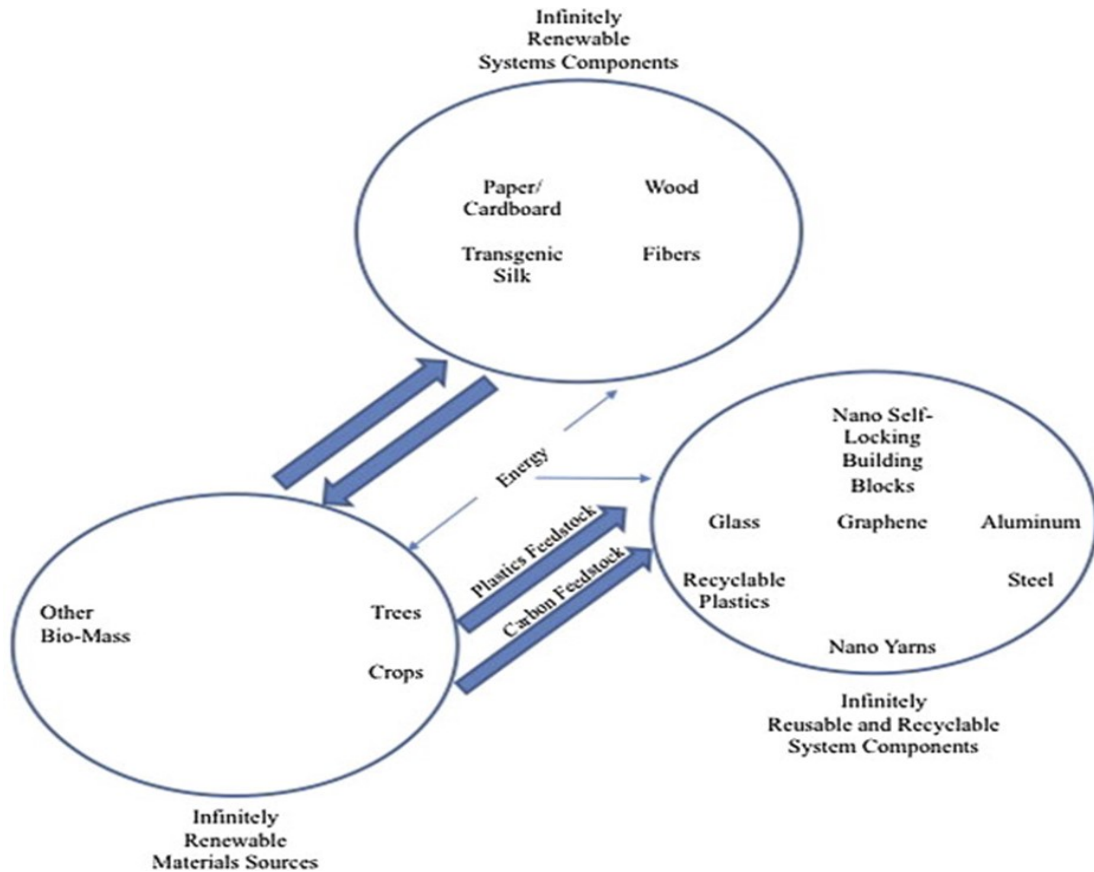 Infinitely
Renewable
Systems Components
Paper/
Cardboard
Wood
Transgenic
Silk
Fibers
Energy
Plastics Feedstock
Carbon Feedstock
Nano Self-
Locking
Building
Blocks
Glass
Graphene
Aluminum
Recyclable
Plastics
Steel
Nano Yarns
Infinitely
Reusable and Recyclable
System Components
Other
Bio-Mass
Trees
Crops
Infinitely
Renewable
Materials Sources